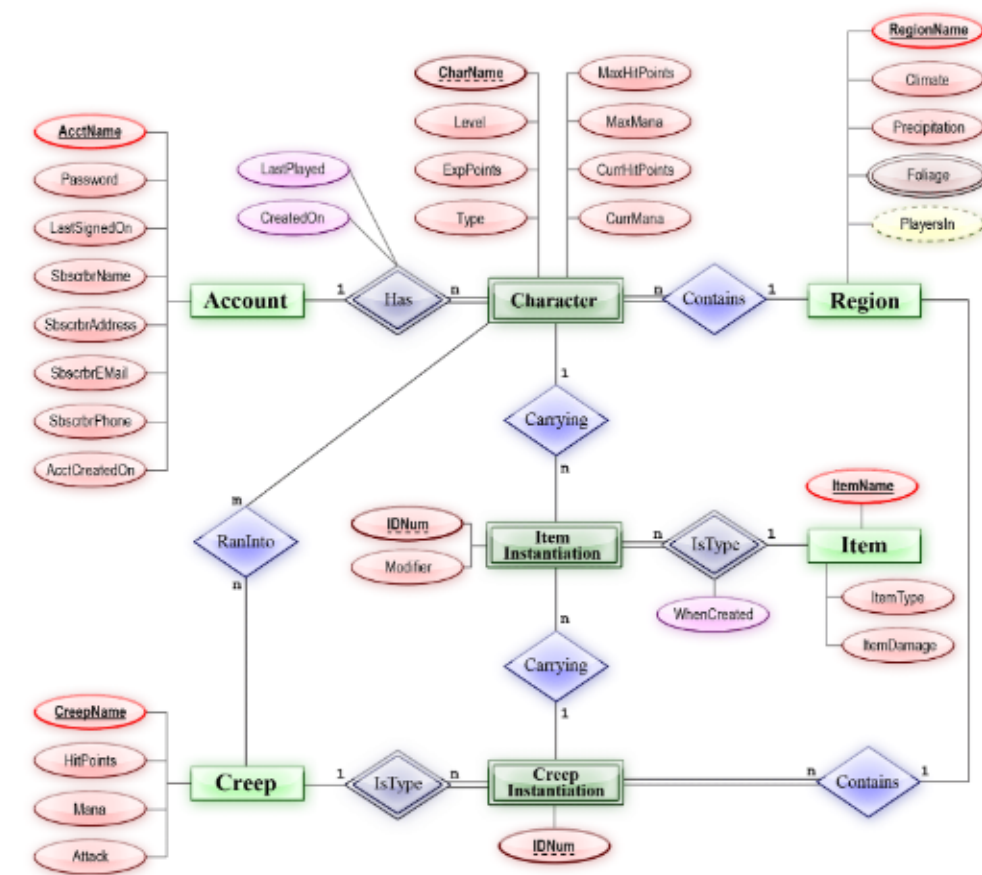 RegionName
CharName
MaxHitPoints
Climate
AcctName
Level
MaxMana
Precipitation
Password
LastPlayed
ExpPoints
CurrHitPoints
Foliage
LastSignedOn
CreatedOn
Type
CurrMana
PlayersIn
SbscrbrName
Account
1
Has
n
Character
n
Contains
1
Region
SbscrbrAddress
SbscrbrEMail
1
SbscrbrPhone
Carrying
AcctCreatedOn
n
ItemName
m
IDNum
RanInto
Item
Instantiation
n
IsType
1
Item
Modifier
n
WhenCreated
ItemType
n
ItemDamage
Carrying
CreepName
1
HitPoints
Creep
1
IsType
n
Creep
Instantiation
n
Contains
1
Mana
Attack
IDNum